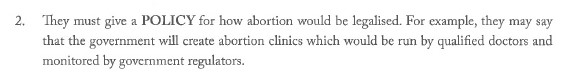 2. They must give a POLICY for how abortion would be legalised. For example, they may say
that the government will create abortion clinics which would be run by qualified doctors and
monitored by government regulators.